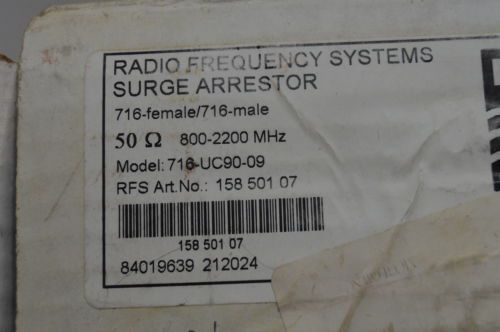 RADIO FREQUENCY SYSTEMS
SURGE ARRESTOR
716-female/716-male
50 Ω 800-2200 MHz
Model: 716-UC90-09
RFS Art.No.: 158 501 07
158 501 07
84019639 212024